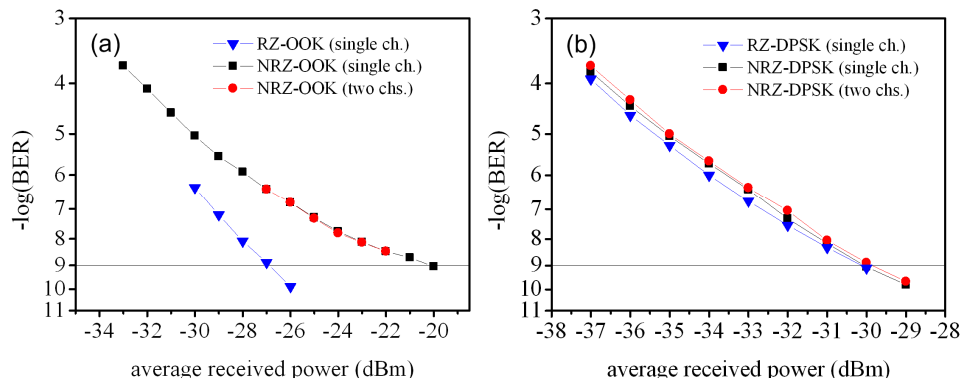 (a)
RZ-OOK (single ch.)
NRZ-OOK (single ch.)
NRZ-OOK (two chs.)
-log(BER)
3
4
5
6
7
8
9
10
11
-34 -32 -30 -28 -26 -24 -22 -20
average received power (dBm)
(b)
RZ-DPSK (single ch.)
NRZ-DPSK (single ch.)
NRZ-DPSK (two chs.)
-log(BER)
3
4
5
6
7
8
9
10
11
-38 -37 -36 -35 -34 -33 -32 -31 -30 -29 -28
average received power (dBm)